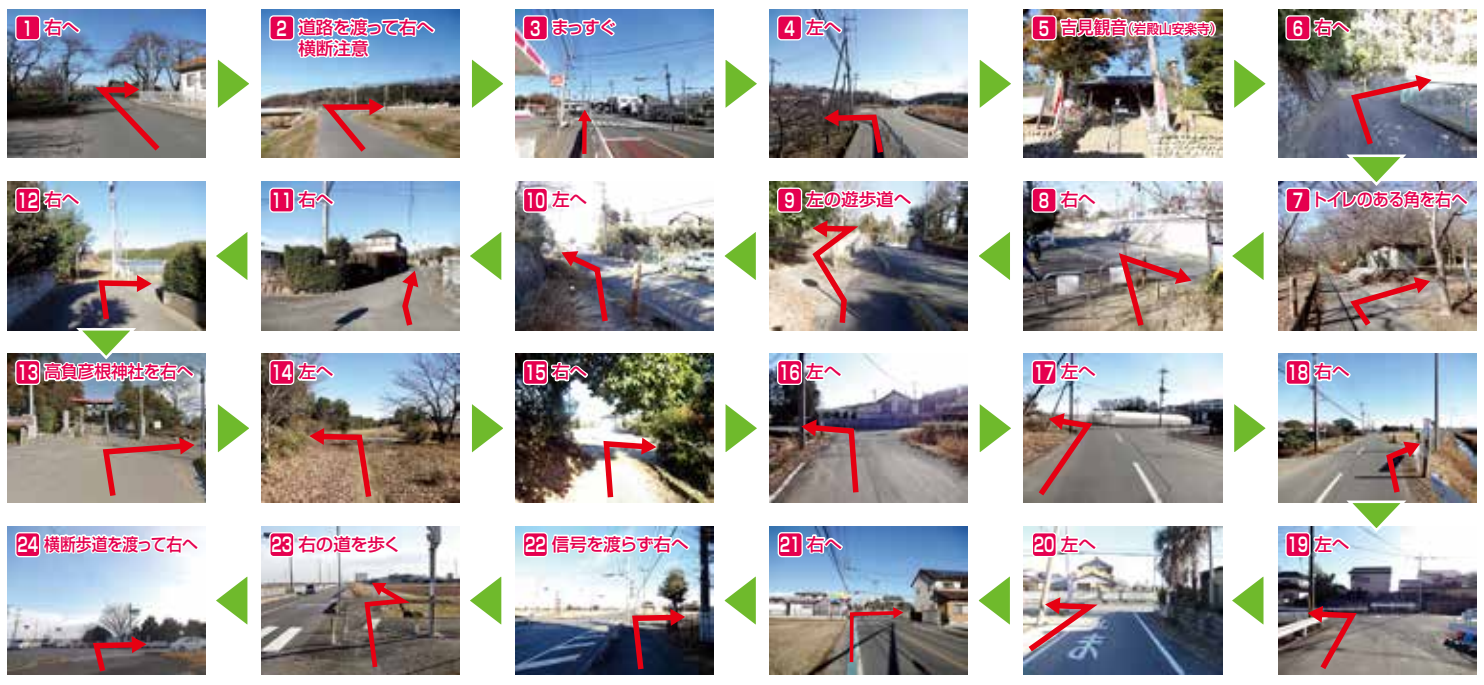 1 右へ
2 道路を渡って右へ
横断注意
3 まっすぐ
4 左へ
5 吉見観音(岩殿山安楽寺)
6 右へ
7 トイレのある角を右へ
8 右へ
9 左の遊歩道へ
10 左へ
11 右へ
12 右へ
13 高負彦根神社を右へ
14 左へ
15 右へ
16 左へ
17 左へ
18 右へ
19 左へ
20 左へ
21 右へ
22 信号を渡らず右へ
23 右の道を歩く
24 横断歩道を渡って右へ